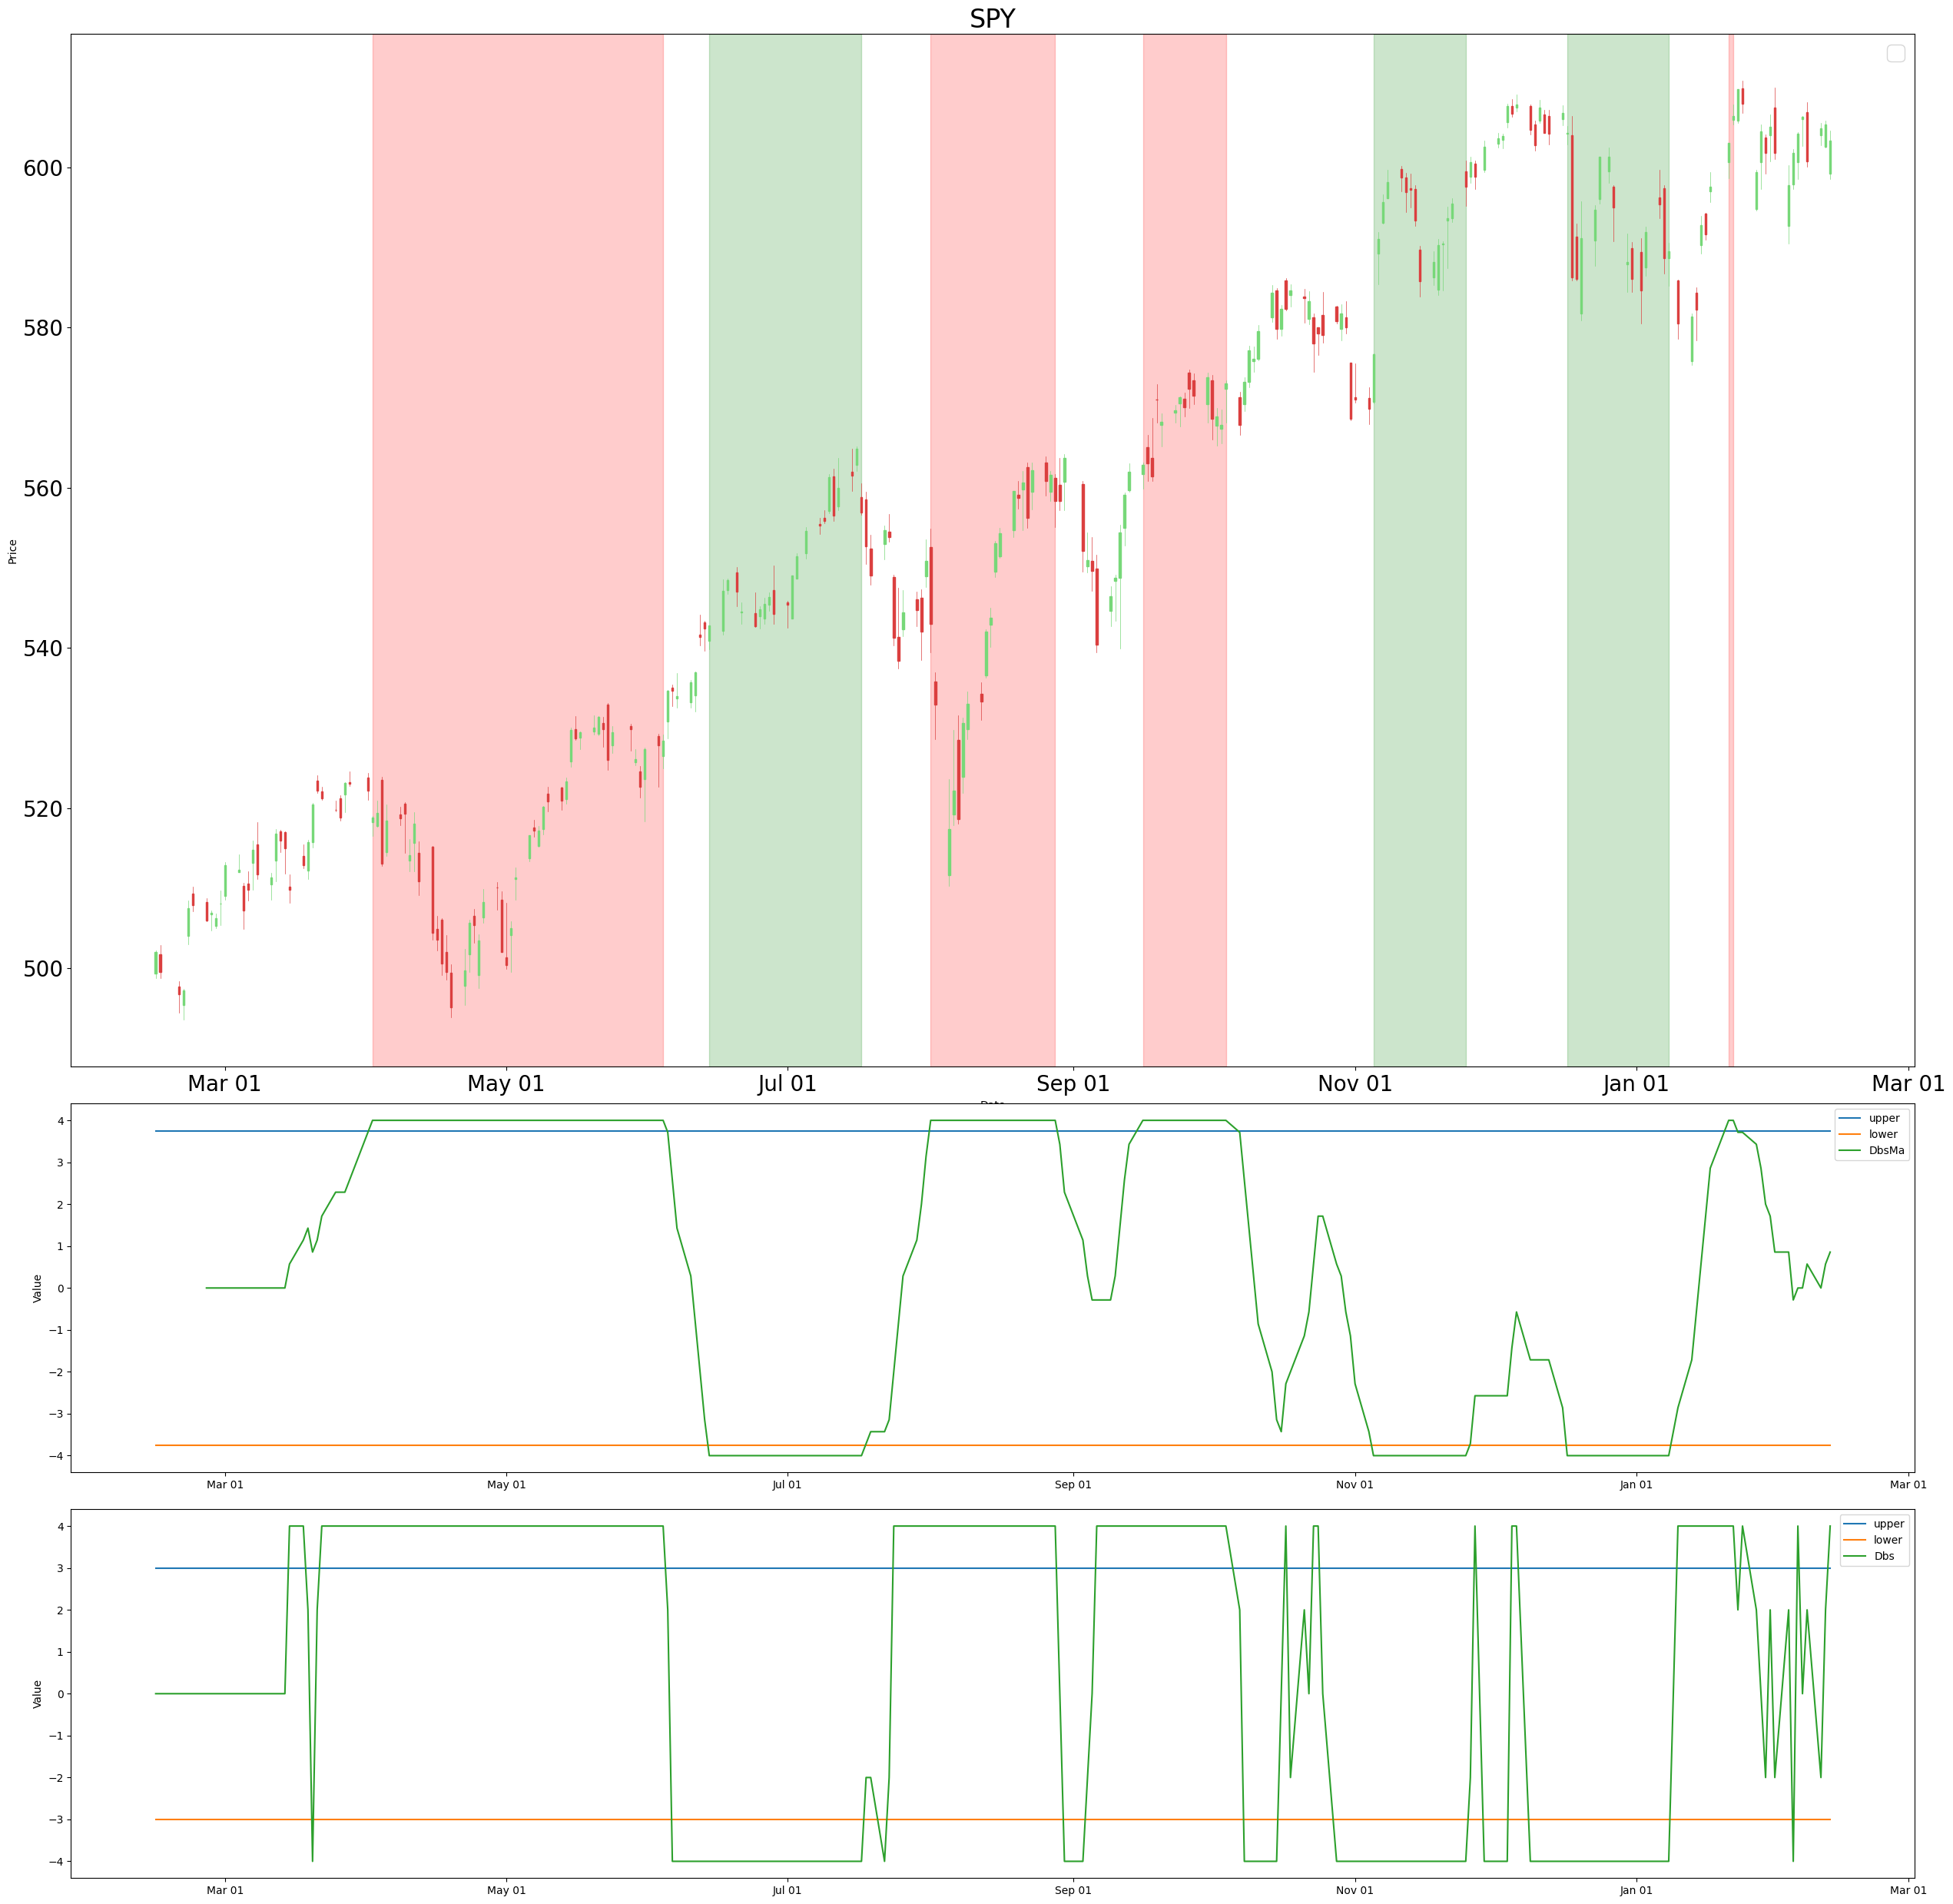 SPY
Price
600
580
560
540
520
500
Mar 01 May 01 Jul 01 Sep 01 Nov 01 Jan 01 Mar 01
Date
Value
4
3
2
1
0
−1
−2
−3
−4
upper
lower
DbsMa
Mar 01 May 01 Jul 01 Sep 01 Nov 01 Jan 01 Mar 01
Value
4
3
2
1
0
−1
−2
−3
−4
upper
lower
Dbs
Mar 01 May 01 Jul 01 Sep 01 Nov 01 Jan 01 Mar 01